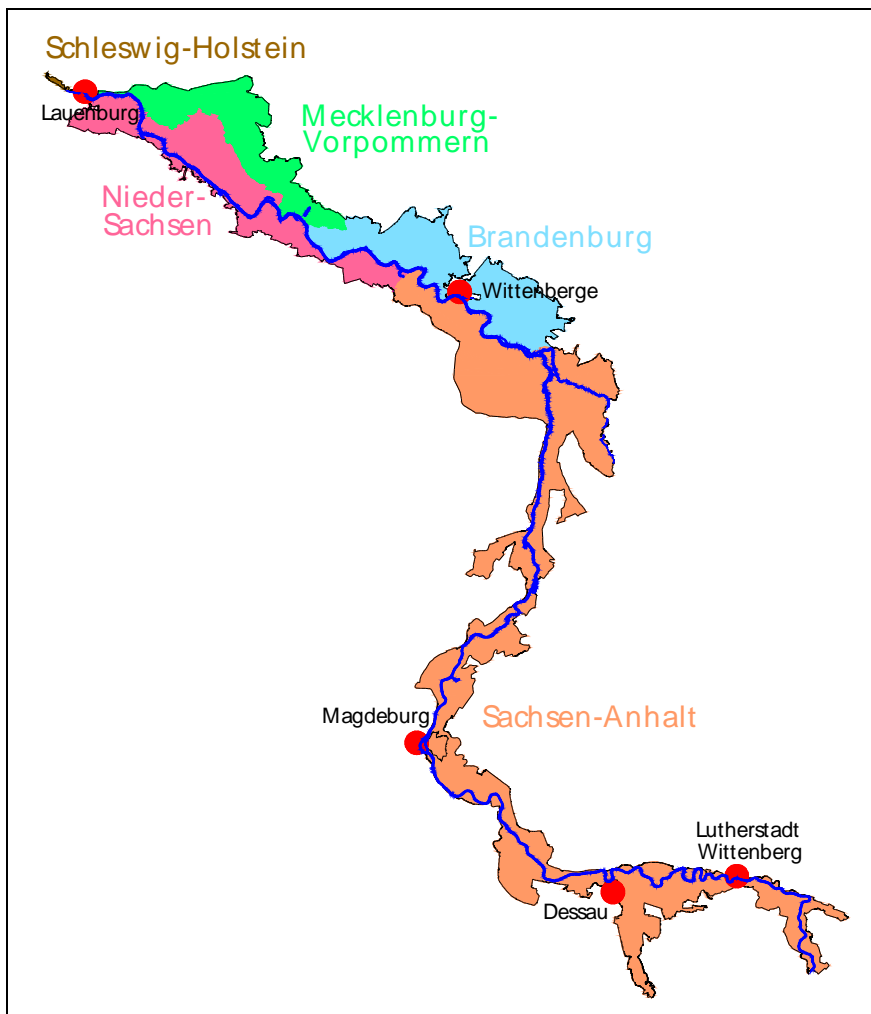 Schleswig-Holstein
Lauenburg
Mecklenburg-
Vorpommern
Nieder-
Sachsen
Brandenburg
Wittenberge
Magdeburg
Sachsen-Anhalt
Lutherstadt
Wittenberg
Dessau